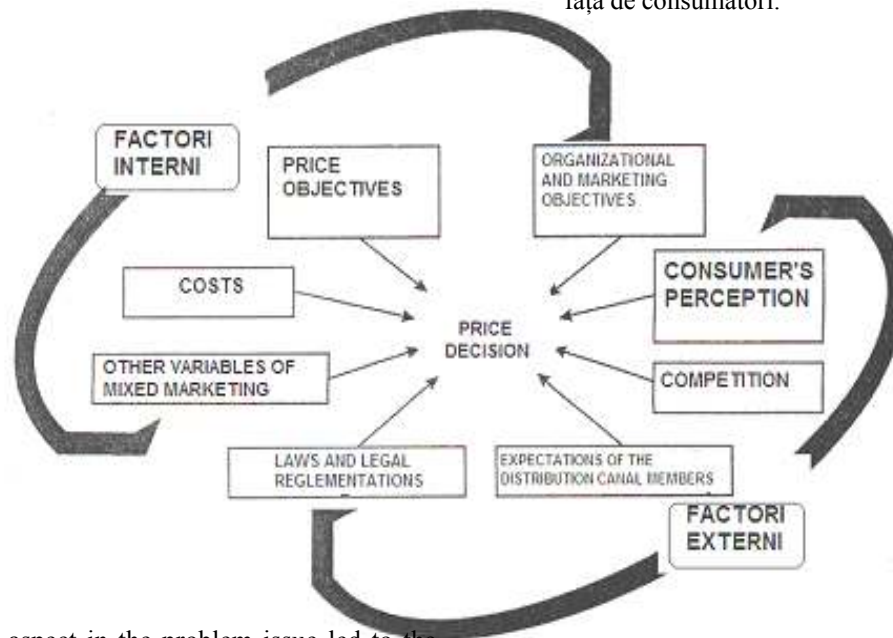 față de consumatori.
FACTORI
INTERNI
PRICE
OBJECTIVES
ORGANIZATIONAL
AND MARKETING
OBJECTIVES
COSTS
CONSUMER'S
PERCEPTION
PRICE
DECISION
OTHER VARIABLES OF
MIXED MARKETING
COMPETITION
LAWS AND LEGAL
REGLEMENTATIONS
EXPECTATIONS OF THE
DISTRIBUTION CANAL MEMBERS
FACTORI
EXTERNI
aspect in the problem issue led to the